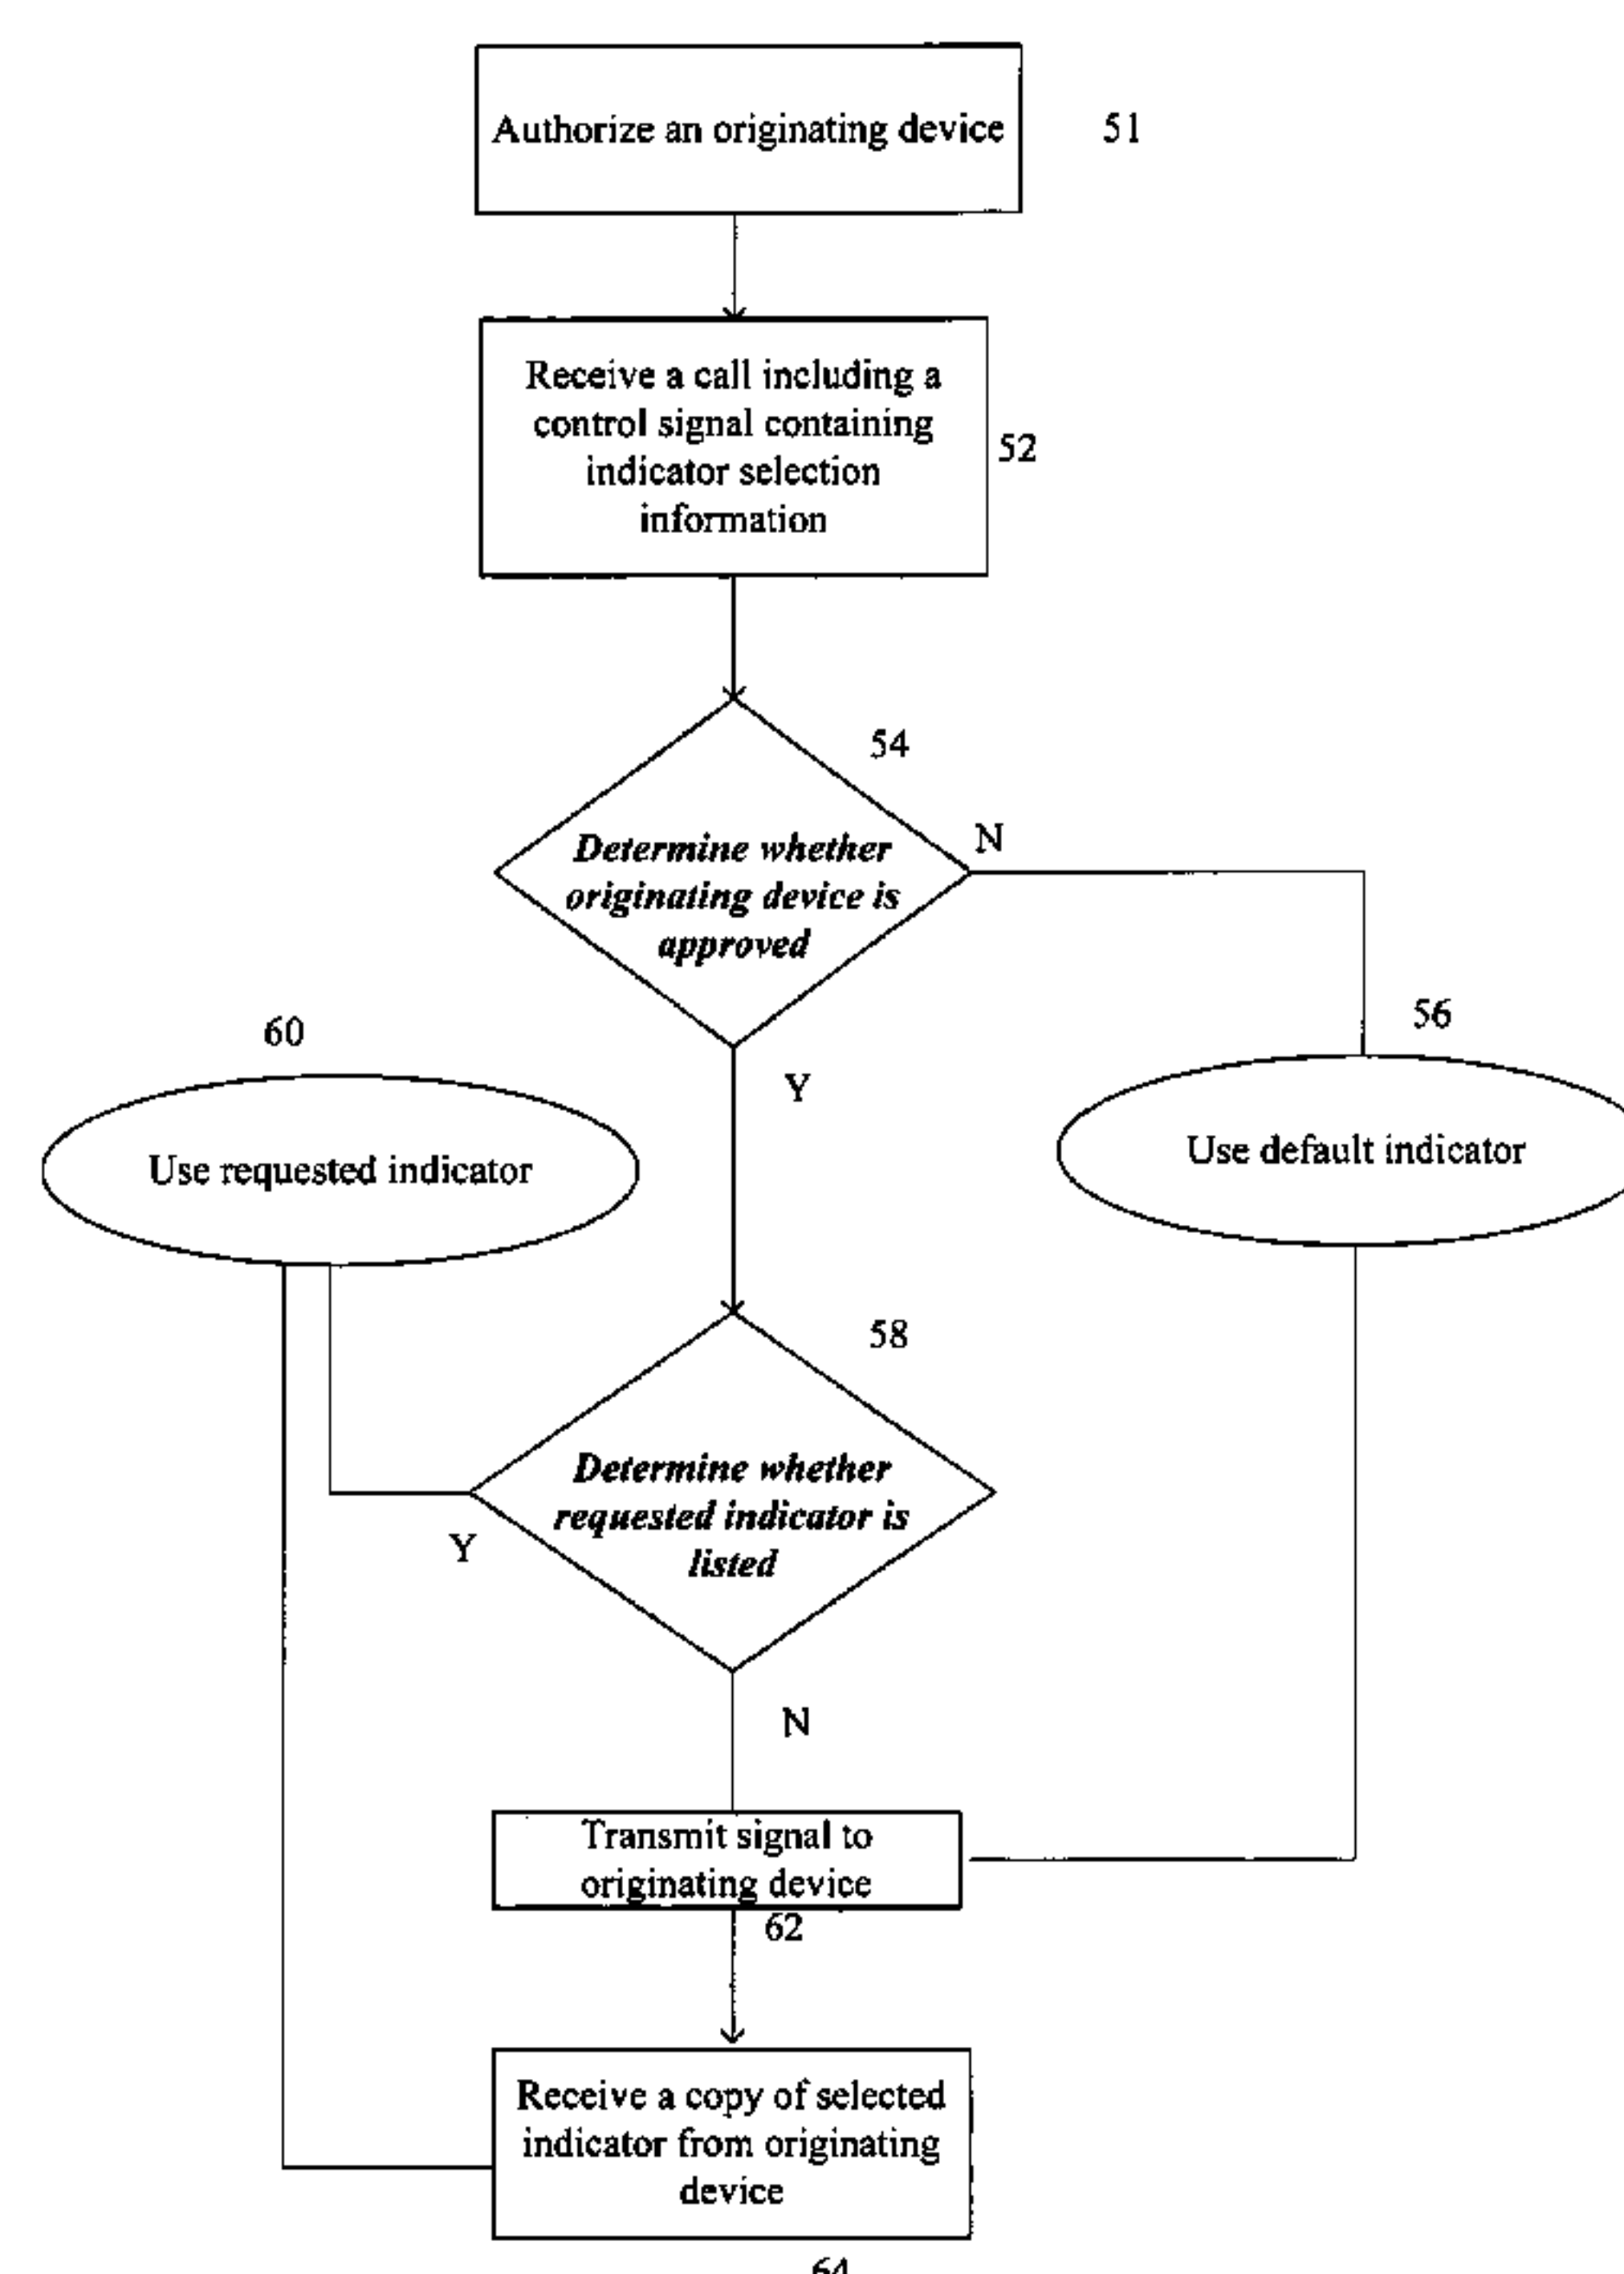 Authorize an originating device
51
Receive a call including a
control signal containing
indicator selection
information
52
54
Determine whether
originating device is
approved
N
Y
60
Use requested indicator
56
Use default indicator
58
Determine whether
requested indicator is
listed
Y
N
Transmit signal to
originating device
62
Receive a copy of selected
indicator from originating
device
64